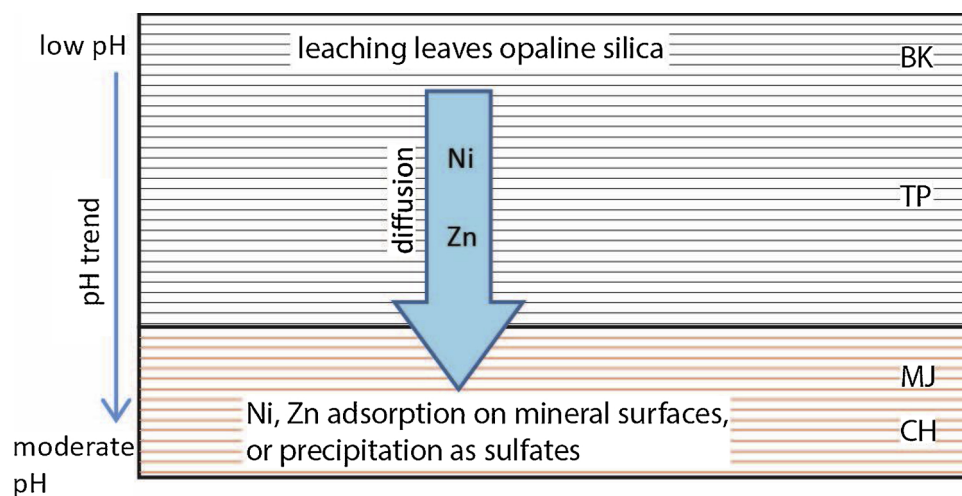 low pH
leaching leaves opaline silica
BK
Ni
diffusion
TP
Zn
pH trend
MJ
Ni, Zn adsorption on mineral surfaces,
or precipitation as sulfates
CH
moderate
pH